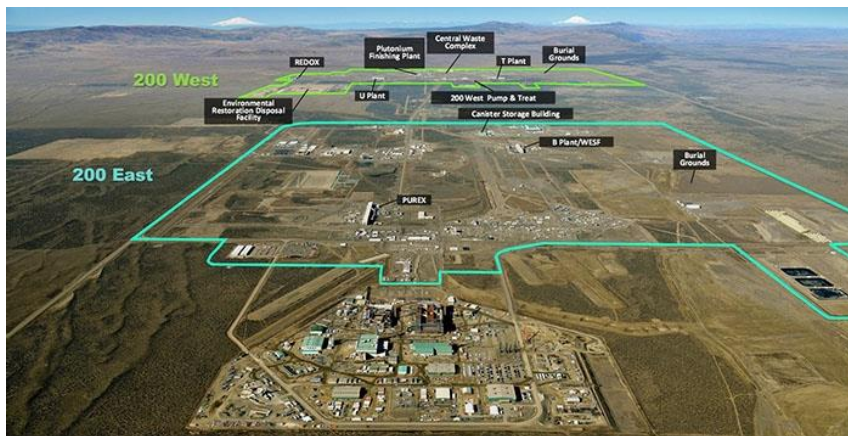 Central Waste
Complex
Plutonium
Finishing Plant
Burial
Grounds
REDOX
T Plant
200 West
U Plant
200 West Pump & Treat
Environmental
Restoration Disposal
Facility
Canister Storage Building
B Plant/WESF
Burial
Grounds
200 East
PUREX